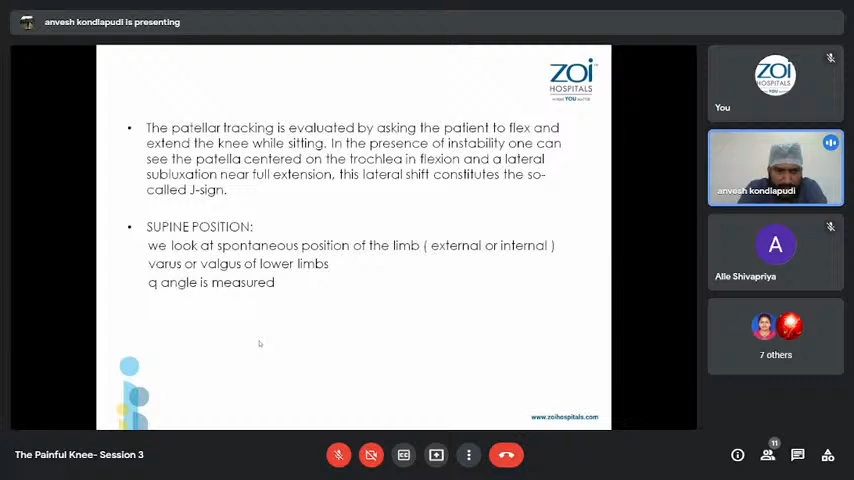 anvesh kondlapudi is presenting
ZOI
HOSPITALS
The patellar tracking is evaluated by asking the patient to flex and
extend the knee while sitting. In the presence of instability one can
see the patella centered on the trochlea in flexion and a lateral
subluxation near full extension, this lateral shift constitutes the so-
called J-sign.
SUPINE POSITION:
we look at spontaneous position of the limb ( external or internal )
varus or valgus of lower limbs
q angle is measured
www.zoihospitals.com
ZOI
HOSPITALS
You
anvesh kondlapudi
A
Alle Shivapriya
7 others
The Painful Knee- Session 3
CC
11